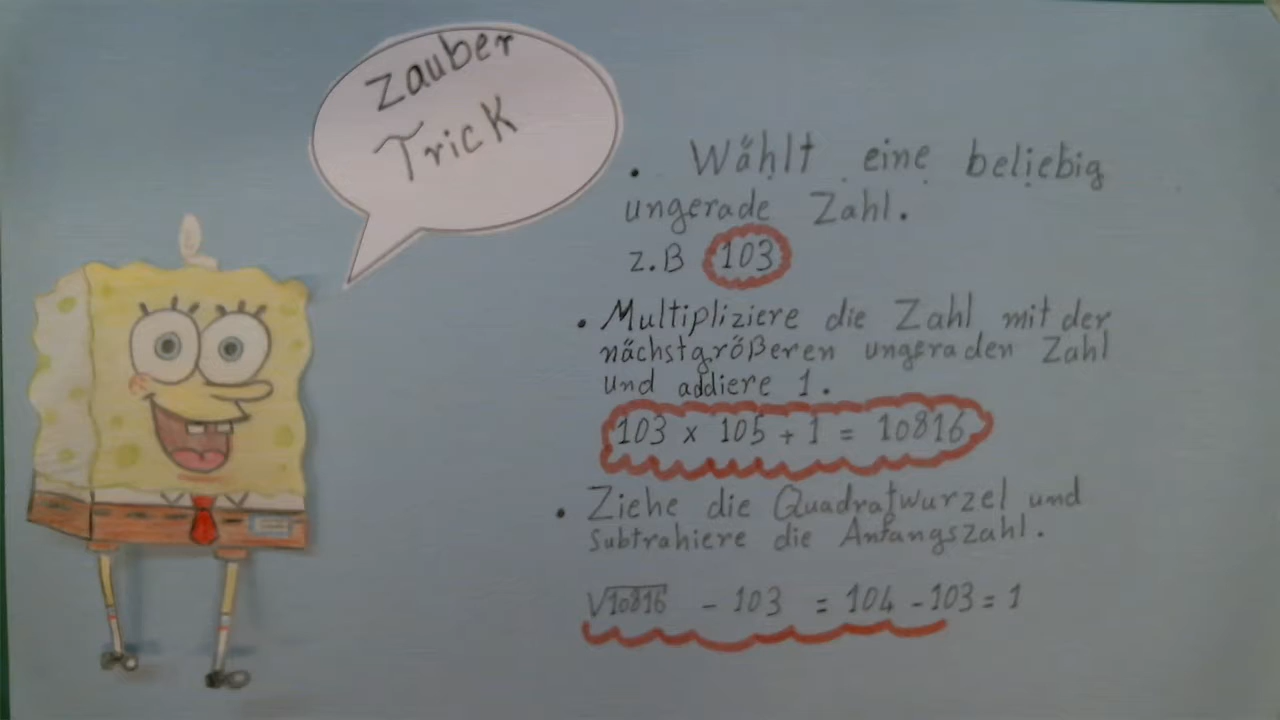 Zauber
Trick
. Wählt eine beliebig
ungerade Zahl.
z.B 103
. Multipliziere die Zahl mit der
nächstgrößeren ungeraden Zahl
und addiere 1.
103 x 105 + 1 = 10816
. Ziehe die Quadratwurzel und
subtrahiere die Anfangszahl.
√10816 - 103 = 104 - 103 = 1